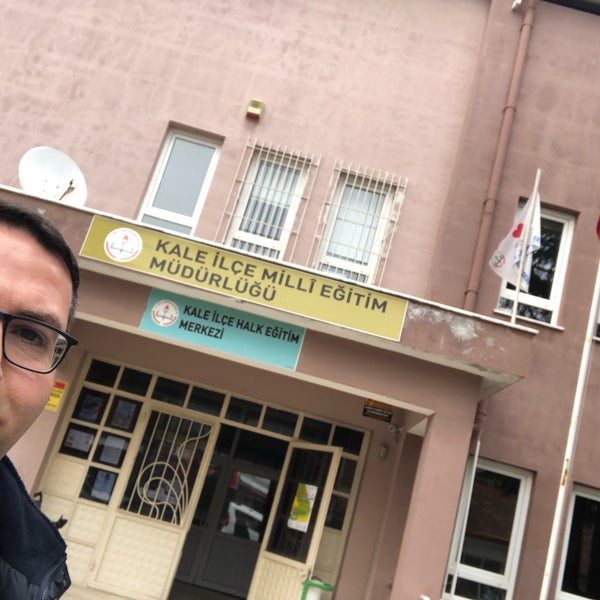 KALE İLÇE MİLLÎ EĞİTİM
MÜDÜRLÜĞÜ
KALE İLÇE HALK EĞİTİM
MERKEZİ